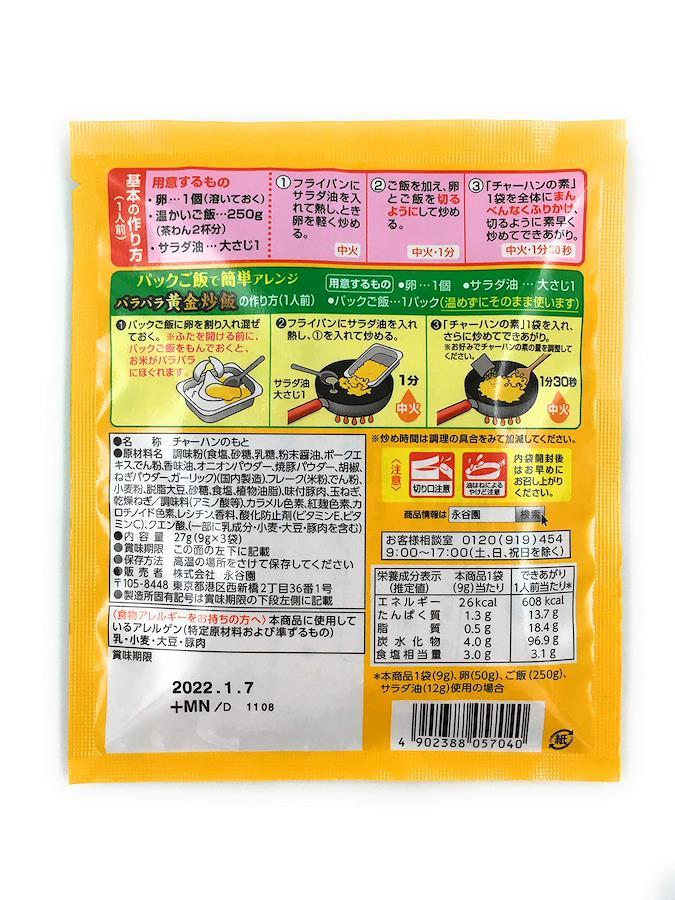 基本の作り方
(1人前)
用意するもの
・卵…1個(溶いておく)
・温かいご飯…250g
(茶わん2杯分)
・サラダ油…大さじ1
①フライパンに
サラダ油を入
れて熱し、とき
卵を軽く炒め
る。
中火
②ご飯を加え、卵
とご飯を切る
ようにして炒め
る。
中火・1分
③「チャーハンの素」
1袋を全体にまん
べんなくふりかけ、
切るように素早く
炒めてできあがり。
中火・1分30秒
パックご飯で簡単アレンジ
パラパラ黄金炒飯の作り方(1人前)
用意するもの ●卵…1個 ●サラダ油…大さじ1
●パックご飯…1パック(温めずにそのまま使います)
①パックご飯に卵を割り入れ混ぜ
ておく。※ふたを開ける前に、
パックご飯をもんでおくと、
お米がパラパラ
にほぐれます。
②フライパンにサラダ油を入れ
熱し、①を入れて炒める。
サラダ油
大さじ1
1分
中火
③「チャーハンの素」1袋を入れ、
さらに炒めてできあがり。
※お好みでチャーハンの素の量を調整して
ください。
1分30秒
中火
※炒め時間は調理の具合をみて加減してください。
●名称 チャーハンのもと
●原材料名 調味粉(食塩、砂糖、乳糖、粉末醤油、ポークエ
キス、でん粉、香味油、オニオンパウダー、焼豚パウダー、胡椒、
ねぎパウダー、ガーリック)(国内製造)、フレーク(米粉、でん粉、
小麦粉、脱脂大豆、砂糖、食塩、植物油脂)、味付豚肉、玉ねぎ、
乾燥ねぎ/調味料(アミノ酸等)、カラメル色素、紅麹色素、カ
ロチノイド色素、レシチン、香料、酸化防止剤(ビタミンE、ビタ
ミンC)、クエン酸、(一部に乳成分・小麦・大豆・豚肉を含む)
●内容量 27g(9g×3袋)
●賞味期限 この面の左下に記載
●保存方法 高温の場所をさけて保存してください
●販売者 株式会社 永谷園
〒105-8448 東京都港区西新橋2丁目36番1号
●製造所固有記号は賞味期限の下段左側に記載
〈食物アレルギーをお持ちの方へ〉本商品に使用して
いるアレルゲン(特定原材料および準ずるもの)
乳・小麦・大豆・豚肉
賞味期限
2022.1.7
+MN /D 1108
〈注意〉
切り口注意
油はねによる
やけど注意
内袋開封後
はお早めに
お召し上がり
ください。
商品情報は 永谷園 検索
お客様相談室 0120(919)454
9:00~17:00(土、日、祝日を除く)
栄養成分表示
(推定値)
本商品1袋
(9g)当たり
できあがり
1人前当たり*
エネルギー 26kcal 608kcal
たんぱく質 1.3g 13.7g
脂質 0.5g 18.4g
炭水化物 4.0g 96.9g
食塩相当量 3.0g 3.1g
*本商品1袋(9g)、卵(50g)、ご飯(250g)、
サラダ油(12g)使用の場合
4 902388 057040
紙